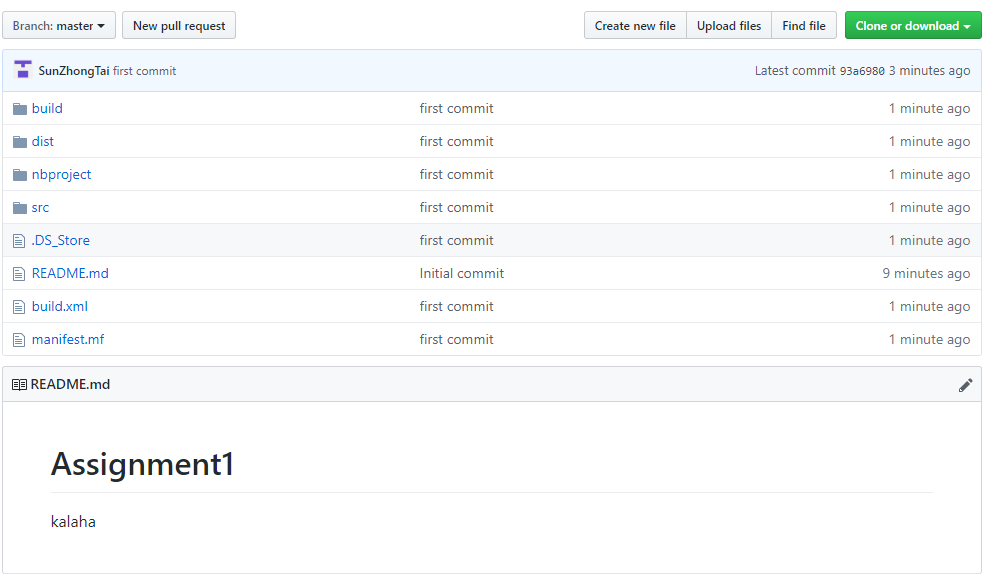 Branch: master New pull request Create new file Upload files Find file Clone or download
SunZhongTai first commit Latest commit 93a6980 3 minutes ago
build first commit 1 minute ago
dist first commit 1 minute ago
nbproject first commit 1 minute ago
src first commit 1 minute ago
.DS_Store first commit 1 minute ago
README.md Initial commit 9 minutes ago
build.xml first commit 1 minute ago
manifest.mf first commit 1 minute ago
README.md
Assignment1
kalaha